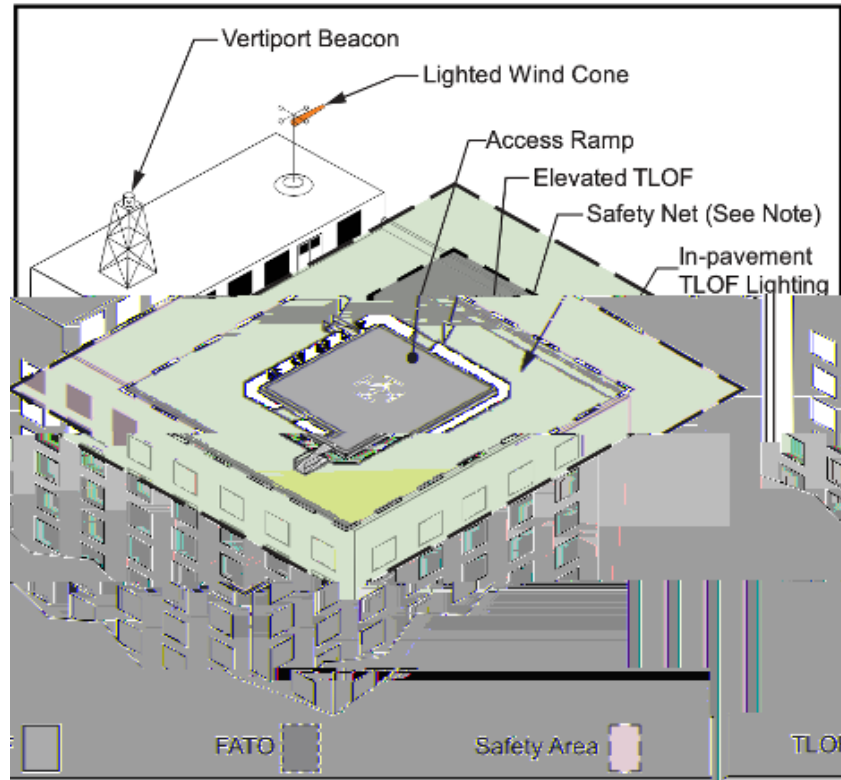 Vertiport Beacon
Lighted Wind Cone
Access Ramp
Elevated TLOF
Safety Net (See Note)
In-pavement
TLOF Lighting
FATO
Safety Area